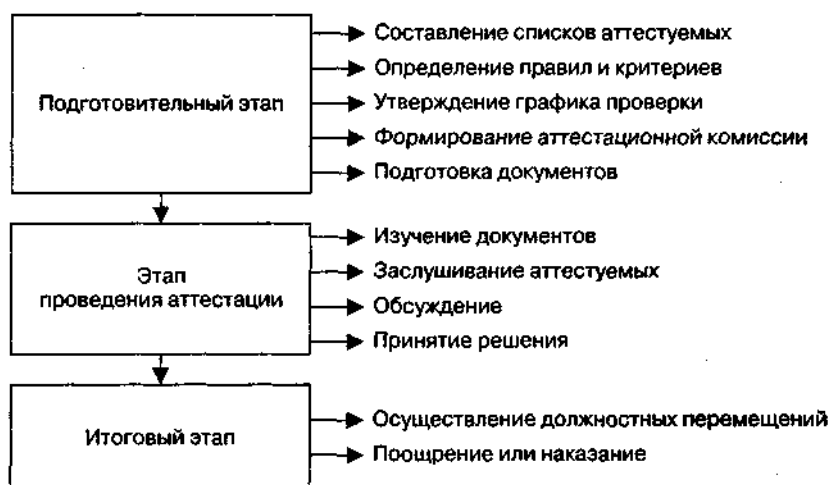 Подготовительный этап
Составление списков аттестуемых
Определение правил и критериев
Утверждение графика проверки
Формирование аттестационной комиссии
Подготовка документов
Этап
проведения аттестации
Изучение документов
Заслушивание аттестуемых
Обсуждение
Принятие решения
Итоговый этап
Осуществление должностных перемещений
Поощрение или наказание